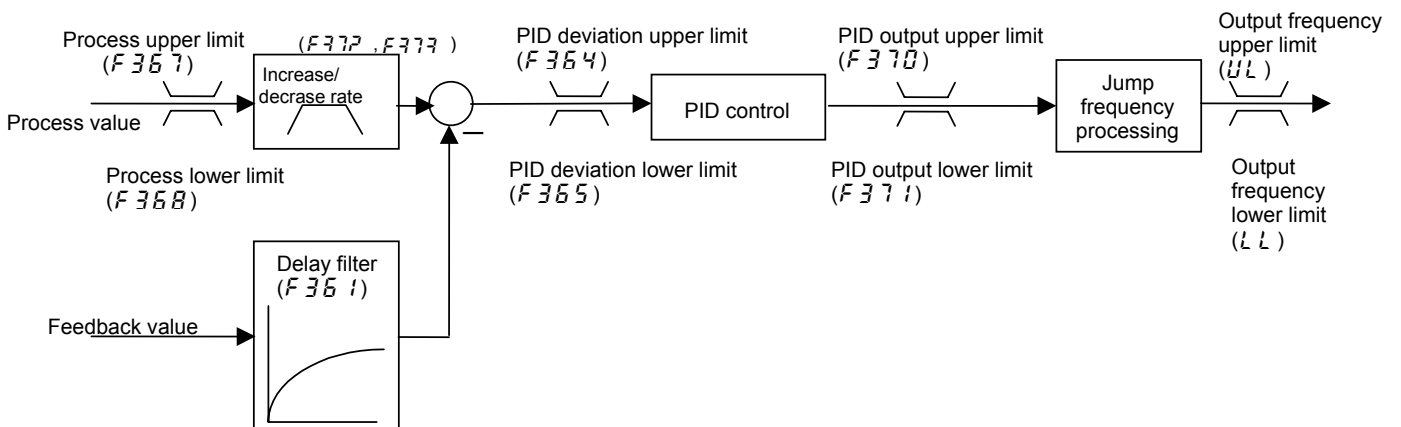 Process upper limit
(F367)
(F372, F373)
PID deviation upper limit
(F364)
PID output upper limit
(F370)
Output frequency
upper limit
(UL)
Process value
Increase/
decrase rate
PID control
Jump
frequency
processing
Process lower limit
(F368)
PID deviation lower limit
(F365)
PID output lower limit
(F371)
Output
frequency
lower limit
(LL)
Delay filter
(F361)
Feedback value